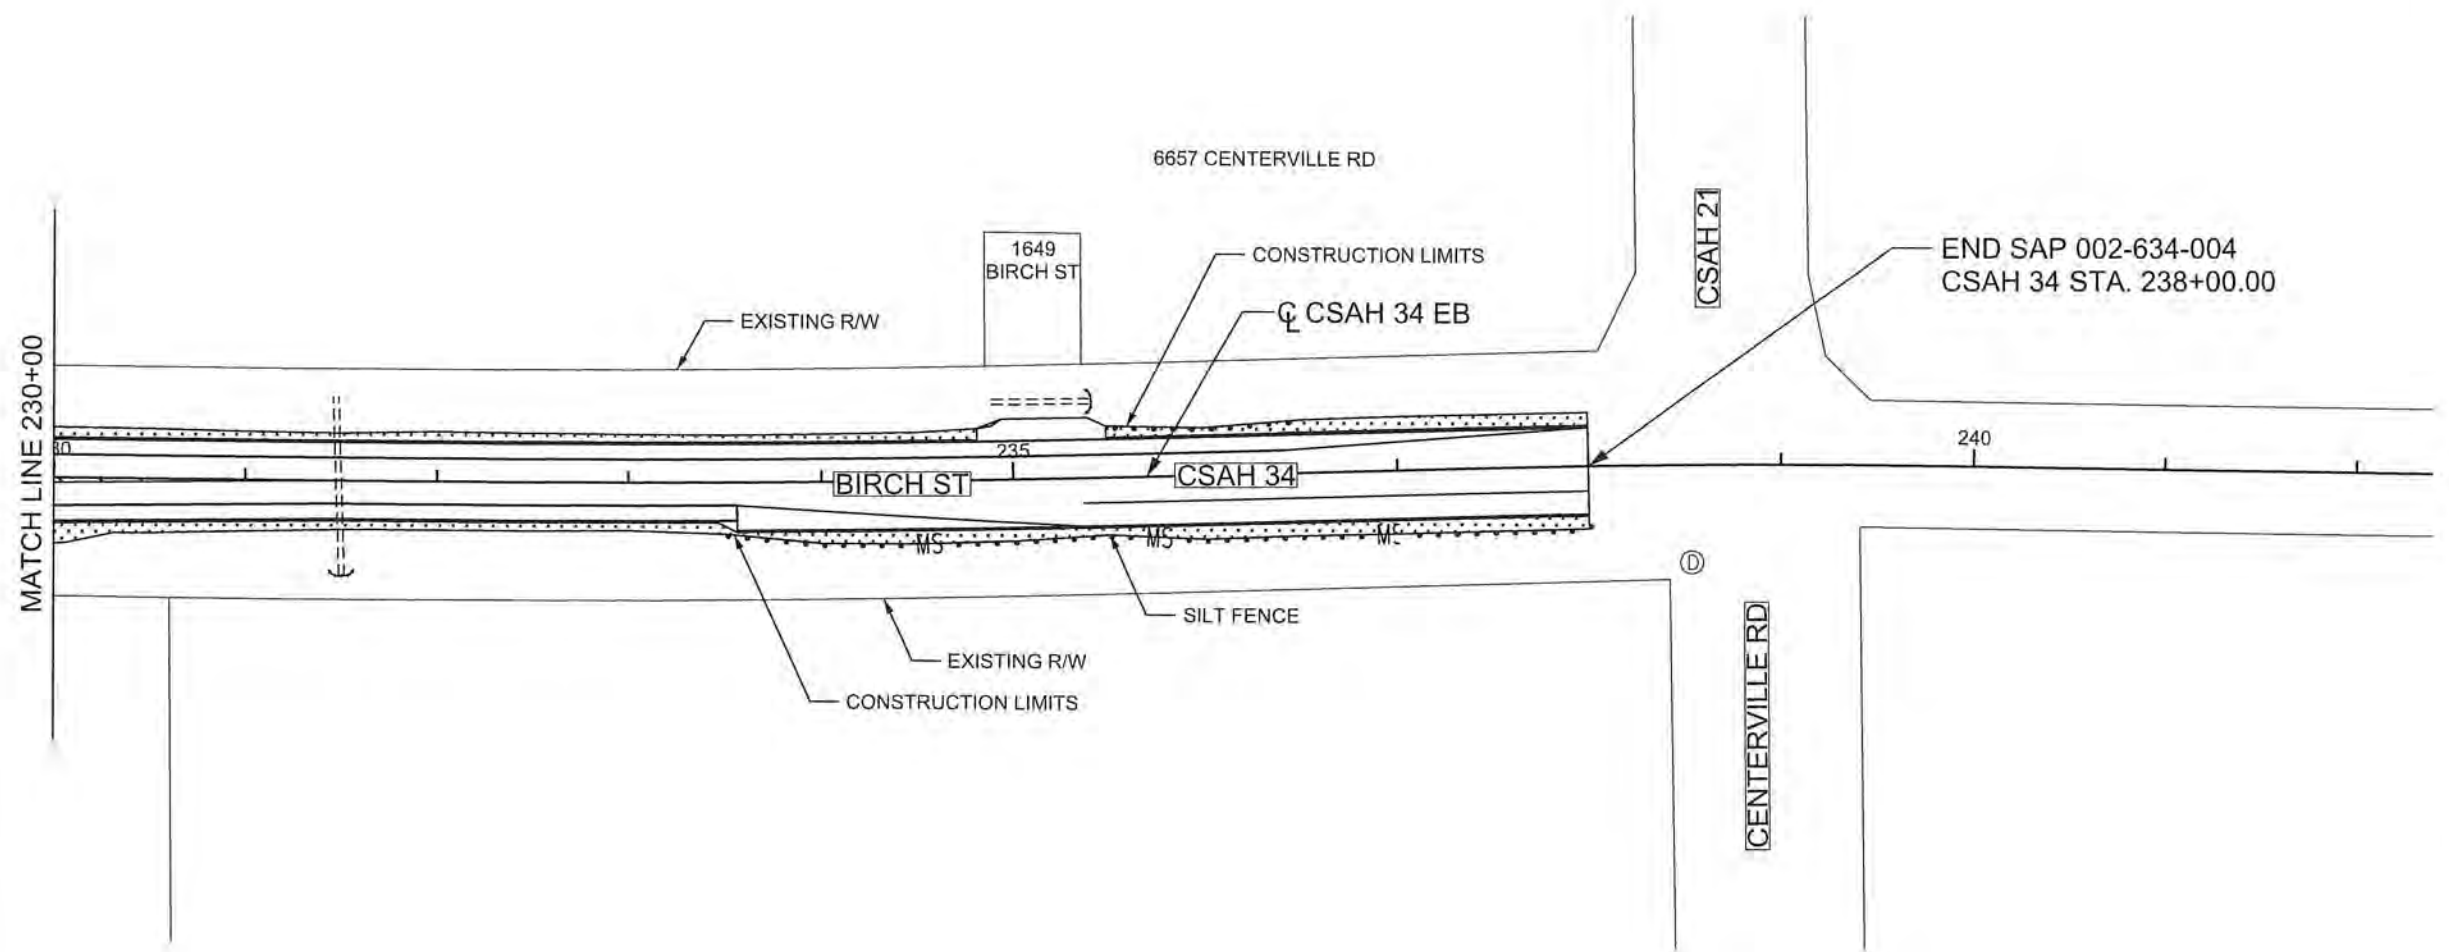 6657 CENTERVILLE RD
CSAH 21
1649
BIRCH ST
CONSTRUCTION LIMITS
END SAP 002-634-004
CSAH 34 STA. 238+00.00
EXISTING R/W
℄ CSAH 34 EB
MATCH LINE 230+00
30
235
240
BIRCH ST
CSAH 34
MS
MS
D
SILT FENCE
EXISTING R/W
CONSTRUCTION LIMITS
CENTERVILLE RD